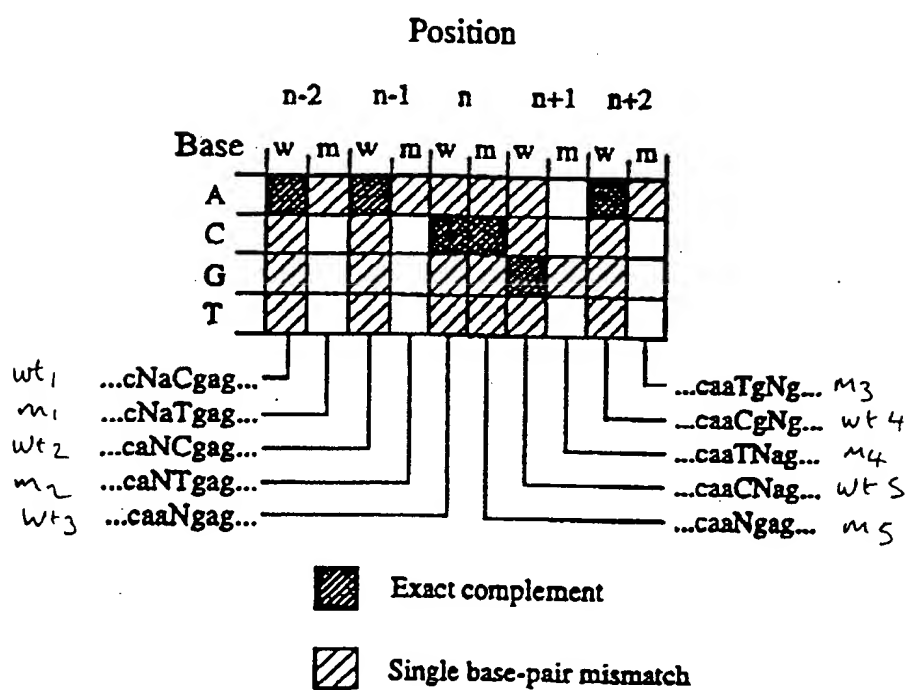 Position
n-2 n-1 n n+1 n+2
Base w m w m w m w m w m
A
C
G
T
wt1 ...cNaCgag...
m1 ...cNaTgag...
wt2 ...caNCgag...
m2 ...caNTgag...
wt3 ...caaNgag...
...caaTgNg... m3
...caaCgNg... wt4
...caaTNag... m4
...caaCNag... wt5
...caaNgag... m5
Exact complement
Single base-pair mismatch